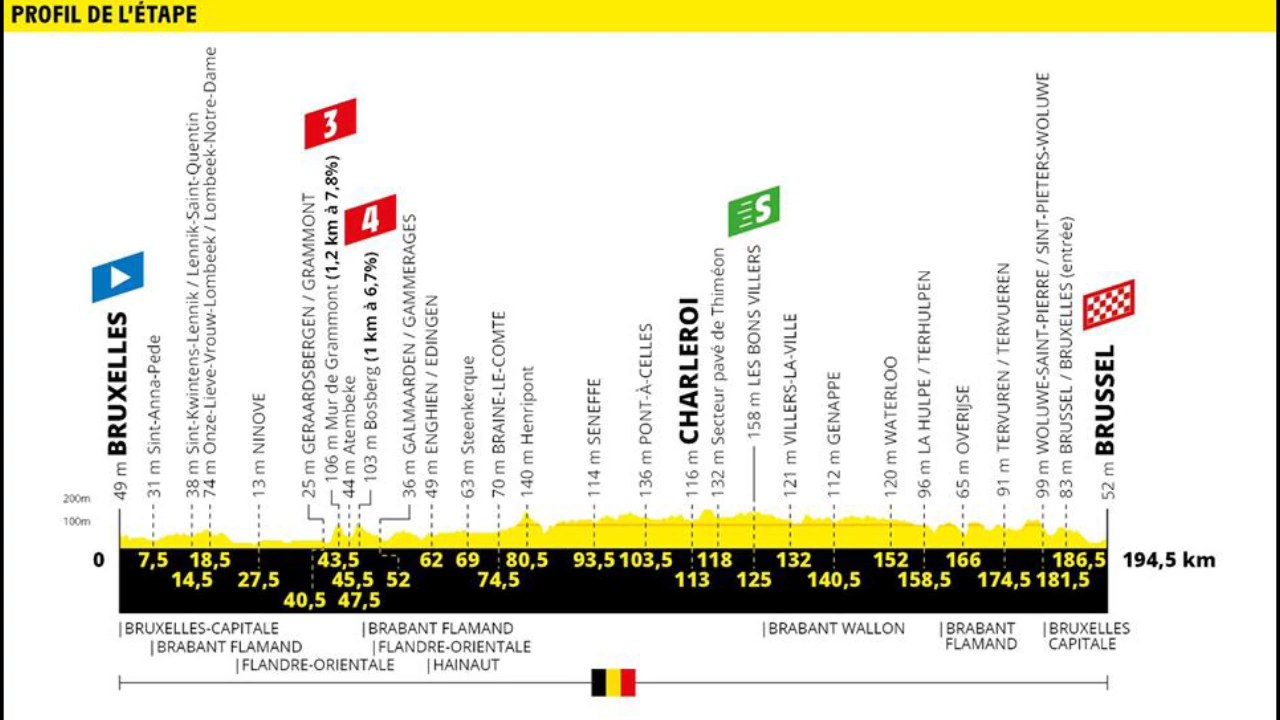 PROFIL DE L'ÉTAPE
49 m BRUXELLES
31 m Sint-Anna-Pede
38 m Sint-Kwintens-Lennik / Lennik-Saint-Quentin
74 m Onze-Lieve-Vrouw-Lombeek / Lombeek-Notre-Dame
13 m NINOVE
25 m GERAARDSBERGEN / GRAMMONT
3
106 m Mur de Grammont (1,2 km à 7,8%)
44 m Atembeke
4
103 m Bosberg (1 km à 6,7%)
36 m GALMAARDEN / GAMMERAGES
49 m ENGHIEN / EDINGEN
63 m Steenkerque
70 m BRAINE-LE-COMTE
140 m Henripont
114 m SENEFFE
136 m PONT-À-CELLES
116 m CHARLEROI
132 m Secteur pavé de Thiméon
S
158 m LES BONS VILLERS
121 m VILLERS-LA-VILLE
112 m GENAPPE
120 m WATERLOO
96 m LA HULPE / TERHULPEN
65 m OVERIJSE
91 m TERVUREN / TERVUEREN
99 m WOLUWE-SAINT-PIERRE / SINT-PIETERS-WOLUWE
83 m BRUSSEL / BRUXELLES (entrée)
52 m BRUSSEL
200m
100m
0 7,5 18,5 43,5 62 69 80,5 93,5 103,5 118 132 152 166 186,5 194,5 km
14,5 27,5 45,5 52 74,5 113 125 140,5 158,5 174,5 181,5
40,5 47,5
|BRUXELLES-CAPITALE |BRABANT FLAMAND |BRABANT WALLON |BRABANT |BRUXELLES
FLAMAND CAPITALE
|BRABANT FLAMAND |FLANDRE-ORIENTALE
|FLANDRE-ORIENTALE |HAINAUT